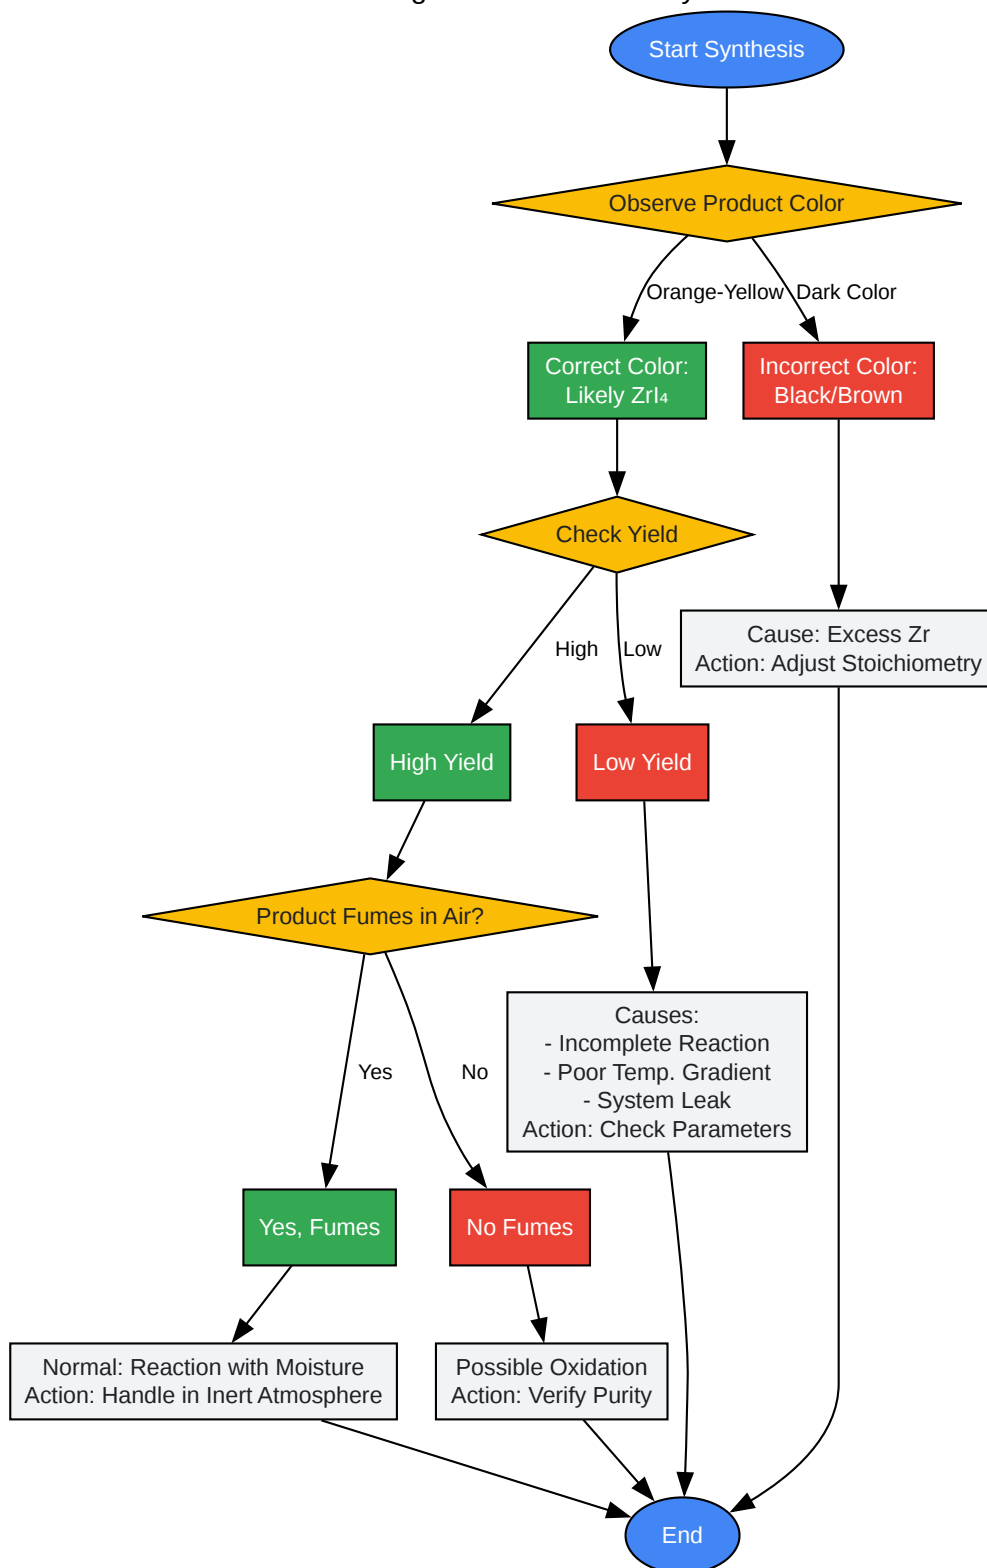 Start Synthesis
Observe Product Color
Orange-Yellow
Dark Color
Correct Color:
Likely ZrI₄
Incorrect Color:
Black/Brown
Check Yield
Cause: Excess Zr
Action: Adjust Stoichiometry
High
Low
High Yield
Low Yield
Product Fumes in Air?
Causes:
- Incomplete Reaction
- Poor Temp. Gradient
- System Leak
Action: Check Parameters
Yes
No
Yes, Fumes
No Fumes
Normal: Reaction with Moisture
Action: Handle in Inert Atmosphere
Possible Oxidation
Action: Verify Purity
End